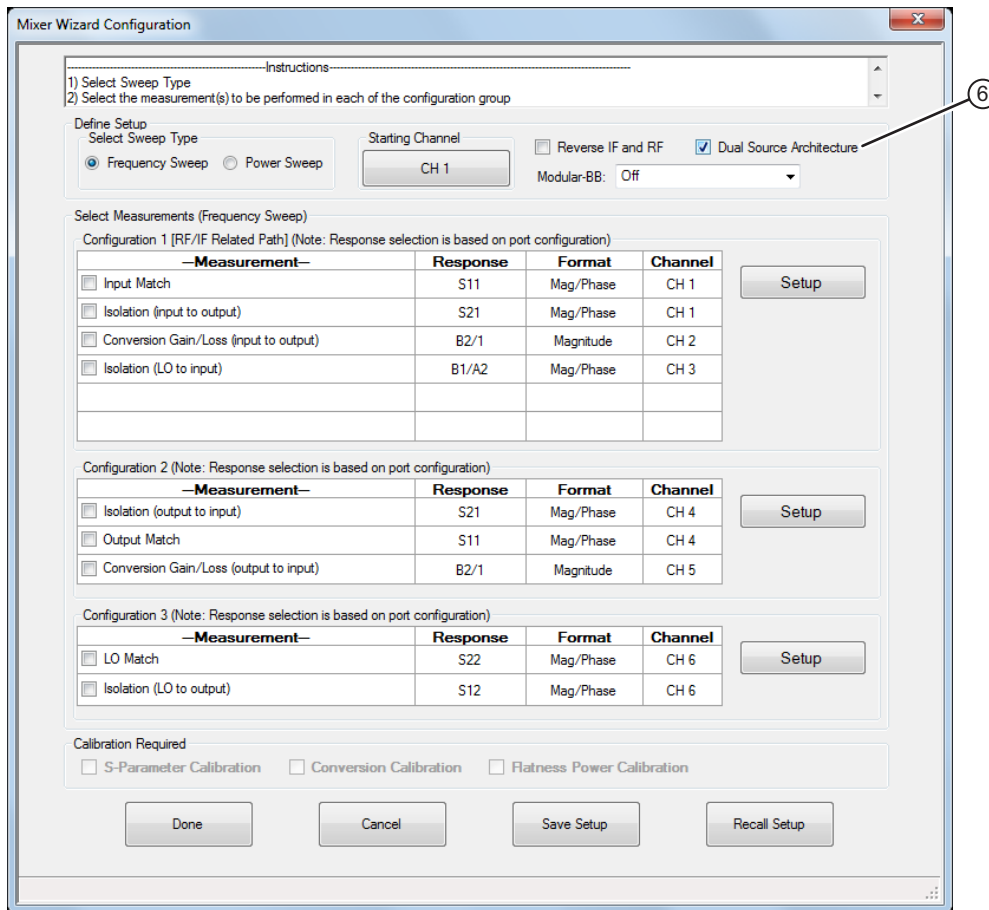 Mixer Wizard Configuration
x
--------Instructions--------
1) Select Sweep Type
2) Select the measurement(s) to be performed in each of the configuration group
6
Define Setup
Select Sweep Type
Frequency Sweep Power Sweep
Starting Channel
CH 1
Reverse IF and RF Dual Source Architecture
Modular-BB: Off
Select Measurements (Frequency Sweep)
Configuration 1 [RF/IF Related Path] (Note: Response selection is based on port configuration)
—Measurement— Response Format Channel
Input Match S11 Mag/Phase CH 1
Setup
Isolation (input to output) S21 Mag/Phase CH 1
Conversion Gain/Loss (input to output) B2/1 Magnitude CH 2
Isolation (LO to input) B1/A2 Mag/Phase CH 3
Configuration 2 (Note: Response selection is based on port configuration)
—Measurement— Response Format Channel
Isolation (output to input) S21 Mag/Phase CH 4
Setup
Output Match S11 Mag/Phase CH 4
Conversion Gain/Loss (output to input) B2/1 Magnitude CH 5
Configuration 3 (Note: Response selection is based on port configuration)
—Measurement— Response Format Channel
LO Match S22 Mag/Phase CH 6
Setup
Isolation (LO to output) S12 Mag/Phase CH 6
Calibration Required
S-Parameter Calibration Conversion Calibration Flatness Power Calibration
Done Cancel Save Setup Recall Setup